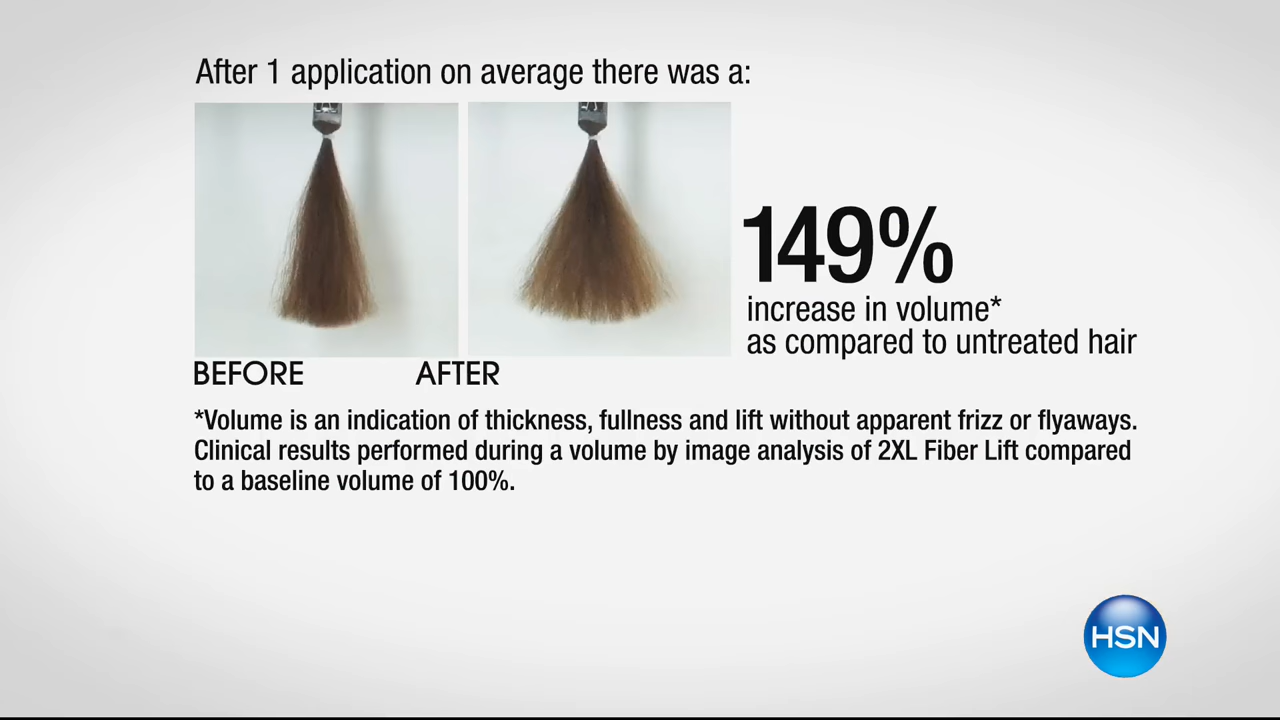 After 1 application on average there was a:
149%
increase in volume*
as compared to untreated hair
BEFORE AFTER
*Volume is an indication of thickness, fullness and lift without apparent frizz or flyaways.
Clinical results performed during a volume by image analysis of 2XL Fiber Lift compared
to a baseline volume of 100%.
HSN